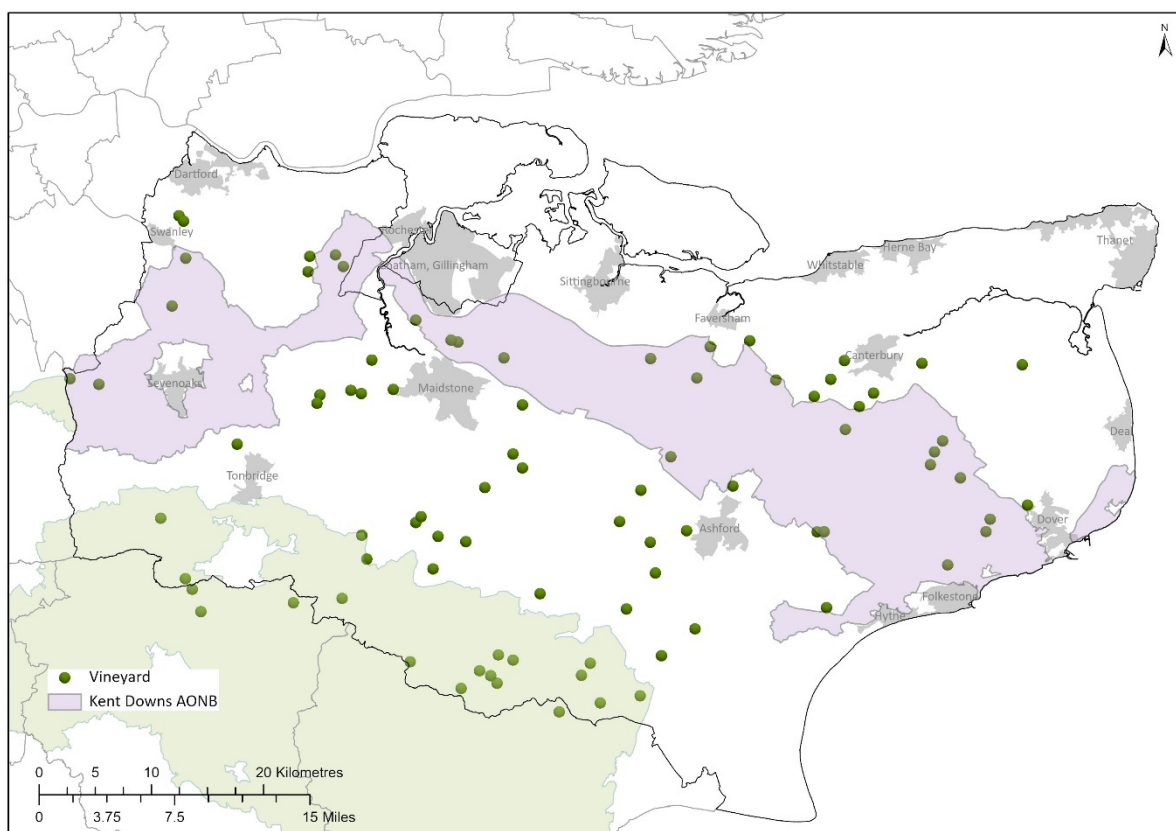 N
Dartford
Swanley
Rochester
Chatham, Gillingham
Sittingbourne
Whitstable
Herne Bay
Thanet
Faversham
Canterbury
Sevenoaks
Maidstone
Deal
Tonbridge
Ashford
Dover
Folkestone
Hythe
Vineyard
Kent Downs AONB
0 5 10 20 Kilometres
0 3.75 7.5 15 Miles